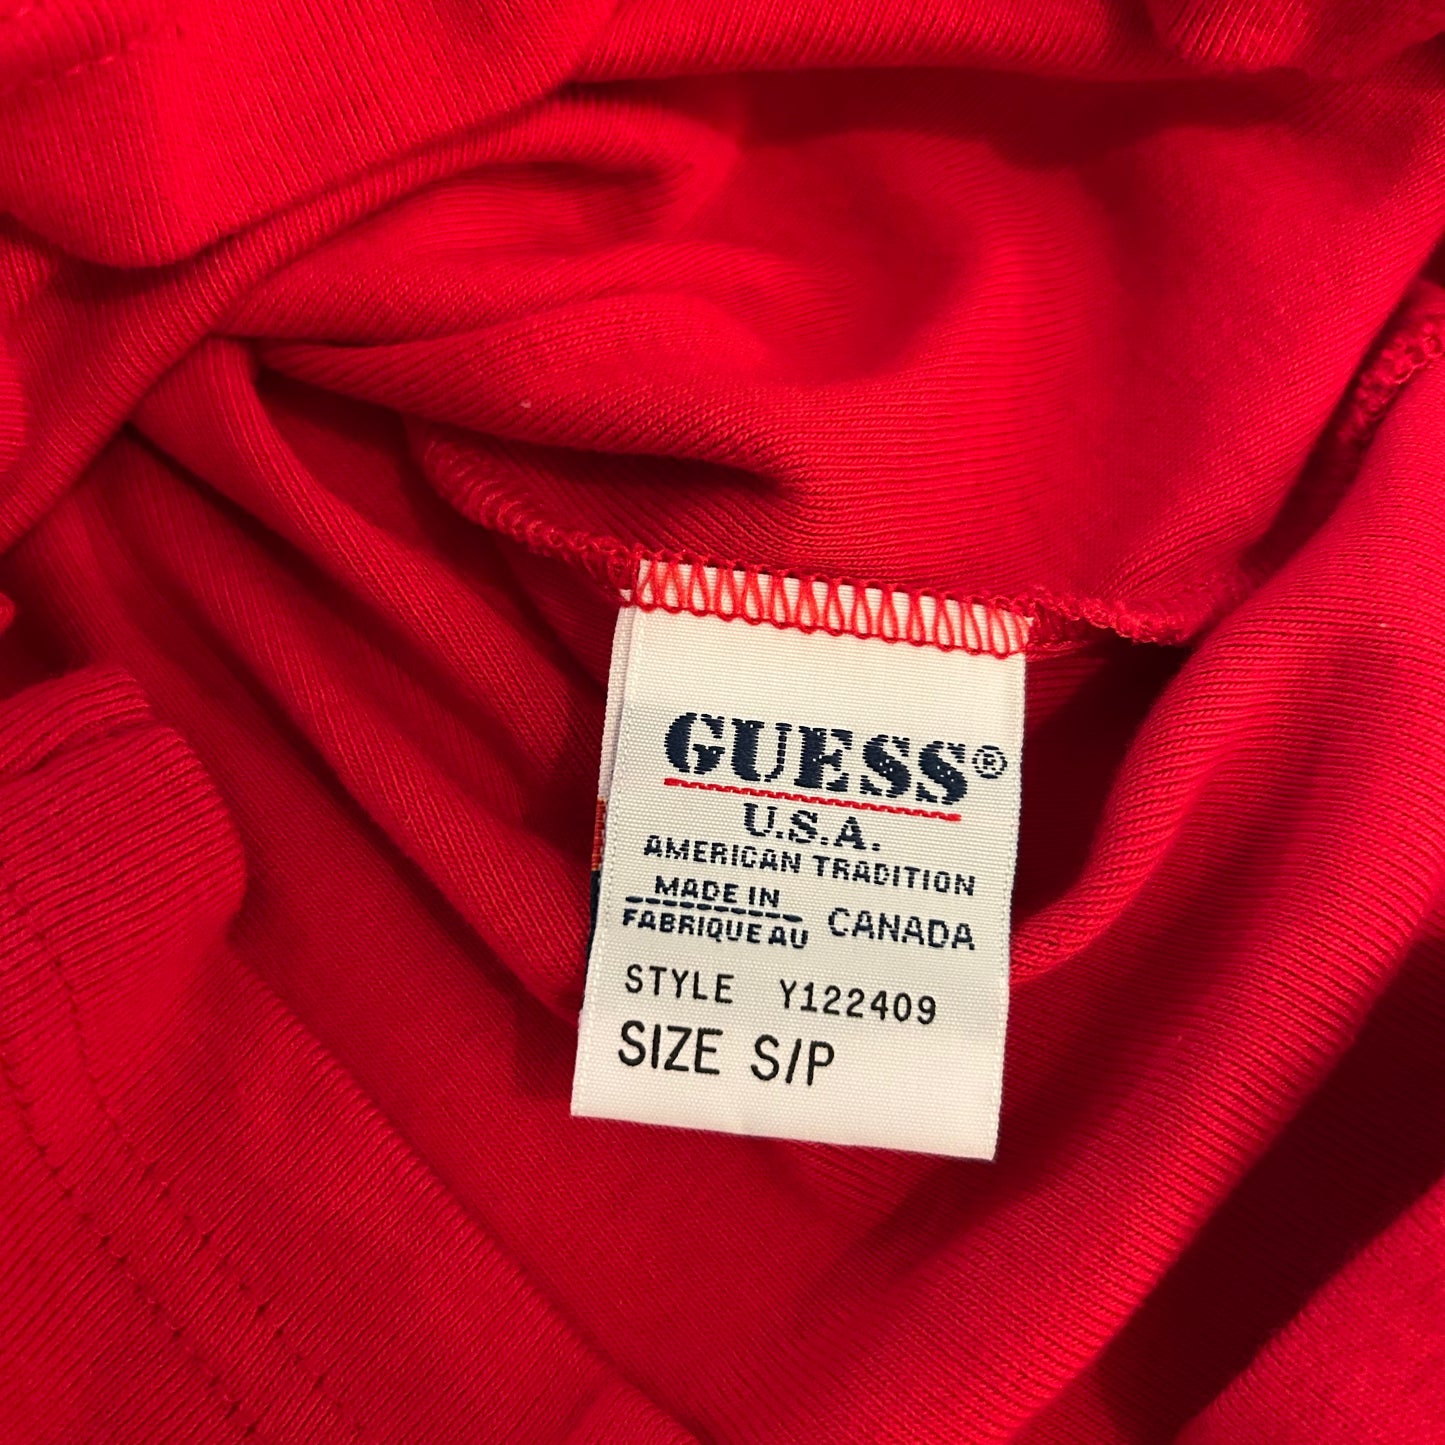 GUESS®
U.S.A.
AMERICAN TRADITION
MADE IN
FABRIQUE AU CANADA
STYLE Y122409
SIZE S/P